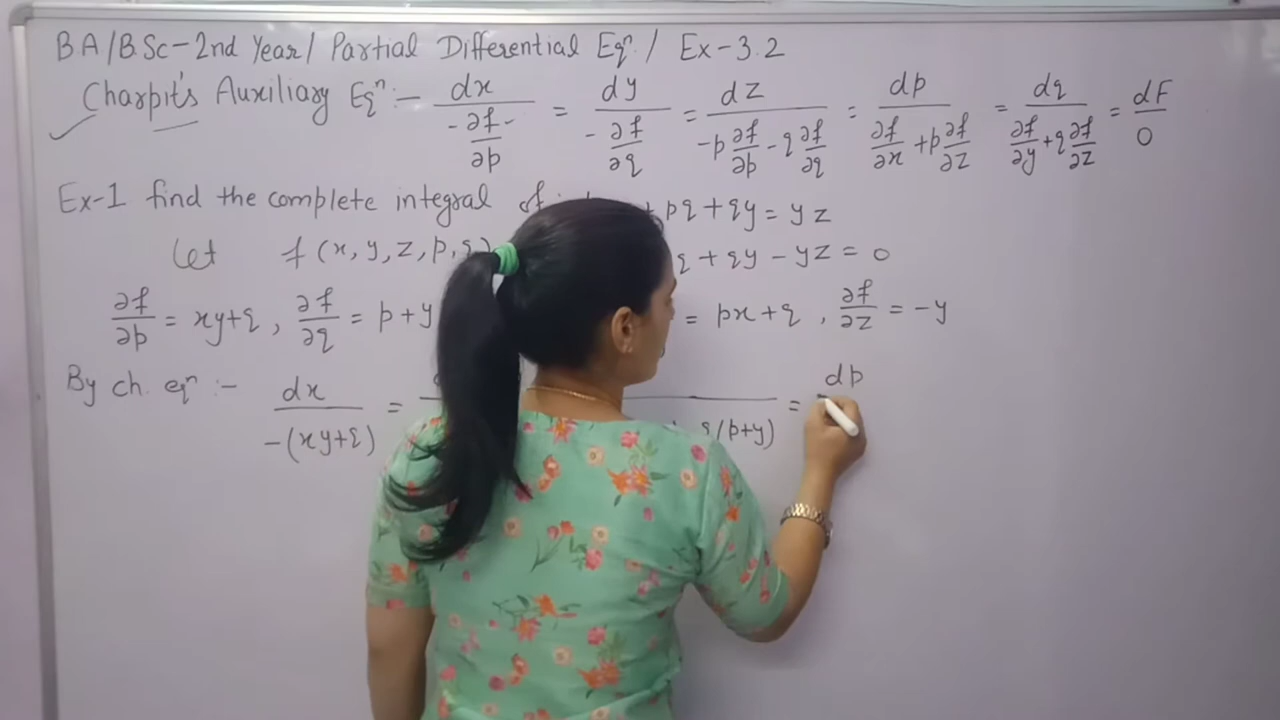 B.A/B.Sc-2nd Year/ Partial Differential Eqⁿ/ Ex-3.2
Charpit's Auxiliary Eqⁿ:- dx/(-∂f/∂p) = dy/(-∂f/∂q) = dz/(-p ∂f/∂p - q ∂f/∂q) = dp/(∂f/∂x + p ∂f/∂z) = dq/(∂f/∂y + q ∂f/∂z) = dF/0
Ex-1 find the complete integral of + pq + qy = yz
Let f(x, y, z, p, q) q + qy - yz = 0
∂f/∂p = xy+q, ∂f/∂q = p+y = px+q, ∂f/∂z = -y
By ch. eqⁿ:- dx/-(xy+q) = q(p+y) = dp